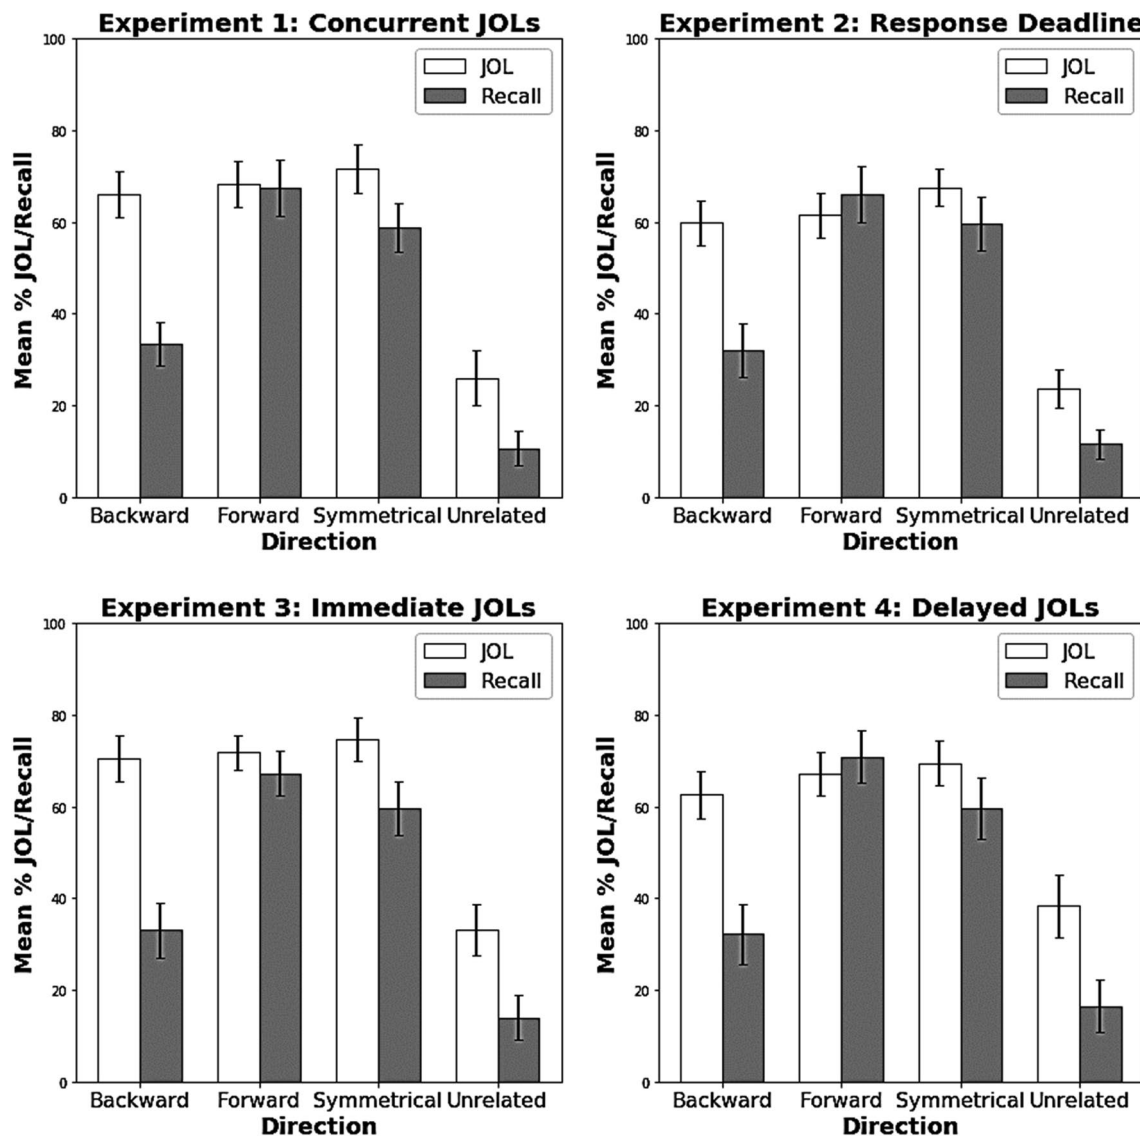 Experiment 1: Concurrent JOLs
100
80
60
40
20
0
Mean % JOL/Recall
JOL
Recall
Backward Forward Symmetrical Unrelated
Direction
Experiment 2: Response Deadline
100
80
60
40
20
0
Mean % JOL/Recall
JOL
Recall
Backward Forward Symmetrical Unrelated
Direction
Experiment 3: Immediate JOLs
100
80
60
40
20
0
Mean % JOL/Recall
JOL
Recall
Backward Forward Symmetrical Unrelated
Direction
Experiment 4: Delayed JOLs
100
80
60
40
20
0
Mean % JOL/Recall
JOL
Recall
Backward Forward Symmetrical Unrelated
Direction